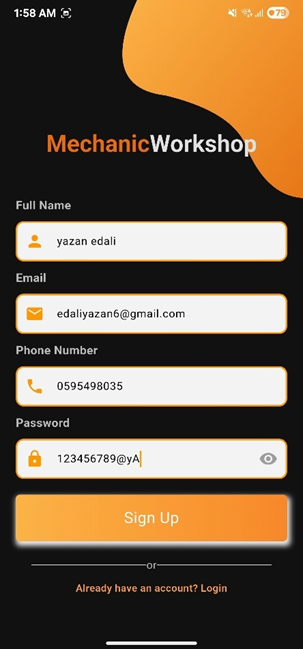 1:58 AM
79
MechanicWorkshop
Full Name
yazan edali
Email
edaliyazan6@gmail.com
Phone Number
0595498035
Password
123456789@yA
Sign Up
or
Already have an account? Login